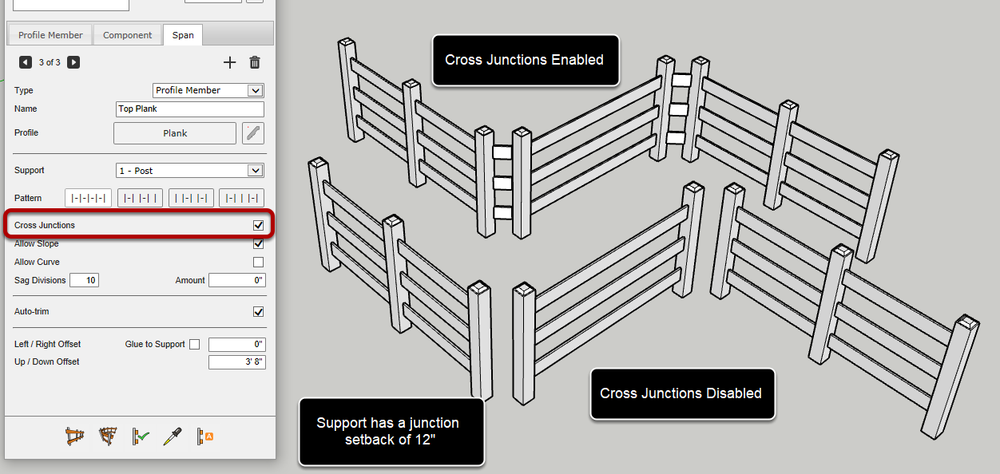 Profile Member Component Span
3 of 3
Type Profile Member
Name Top Plank
Profile Plank
Support 1 - Post
Pattern |-|-|-|-| |-| |-| | | |-| |-| |-| | |-|
Cross Junctions
Allow Slope
Allow Curve
Sag Divisions 10 Amount 0"
Auto-trim
Left / Right Offset Glue to Support 0"
Up / Down Offset 3' 8"
A
Cross Junctions Enabled
Cross Junctions Disabled
Support has a junction
setback of 12"